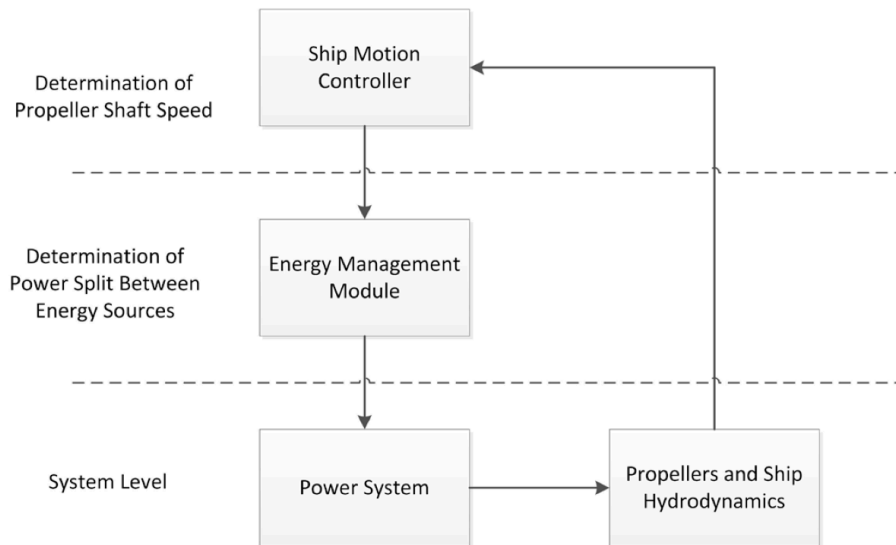 Ship Motion
Controller
Determination of
Propeller Shaft Speed
Determination of
Power Split Between
Energy Sources
Energy Management
Module
System Level
Power System
Propellers and Ship
Hydrodynamics